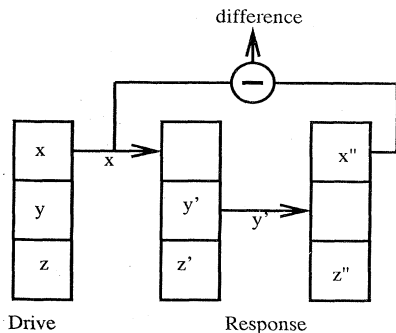 difference
−
x
x
x"
y
y'
y'
z
z'
z"
Drive
Response